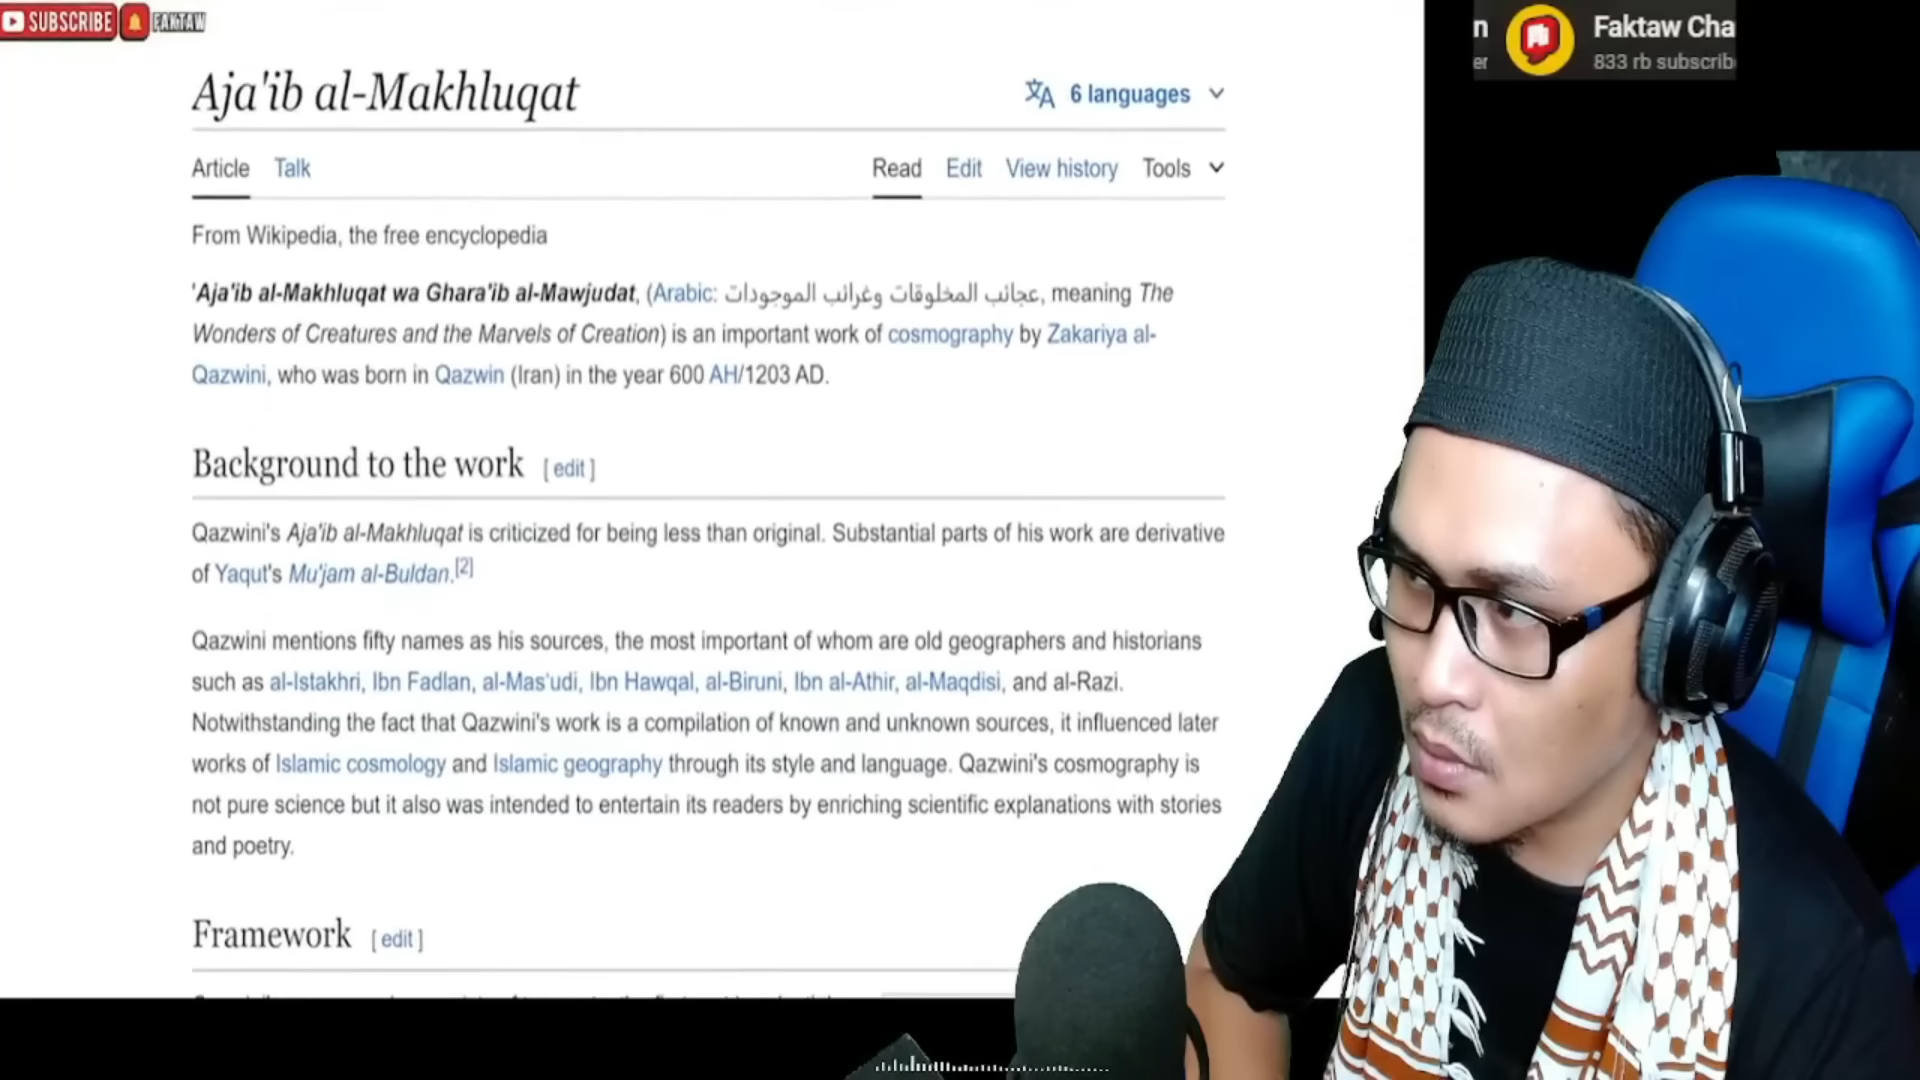 SUBSCRIBE FAKTAW
n Faktaw Cha
er 833 rb subscrib
Aja'ib al-Makhluqat 6 languages
Article Talk Read Edit View history Tools
From Wikipedia, the free encyclopedia
'Aja'ib al-Makhluqat wa Ghara'ib al-Mawjudat, (Arabic: عجائب المخلوقات وغرائب الموجودات, meaning The
Wonders of Creatures and the Marvels of Creation) is an important work of cosmography by Zakariya al-
Qazwini, who was born in Qazwin (Iran) in the year 600 AH/1203 AD.
Background to the work [ edit ]
Qazwini's Aja'ib al-Makhluqat is criticized for being less than original. Substantial parts of his work are derivative
of Yaqut's Mu'jam al-Buldan.[2]
Qazwini mentions fifty names as his sources, the most important of whom are old geographers and historians
such as al-Istakhri, Ibn Fadlan, al-Mas'udi, Ibn Hawqal, al-Biruni, Ibn al-Athir, al-Maqdisi, and al-Razi.
Notwithstanding the fact that Qazwini's work is a compilation of known and unknown sources, it influenced later
works of Islamic cosmology and Islamic geography through its style and language. Qazwini's cosmography is
not pure science but it also was intended to entertain its readers by enriching scientific explanations with stories
and poetry.
Framework [ edit ]